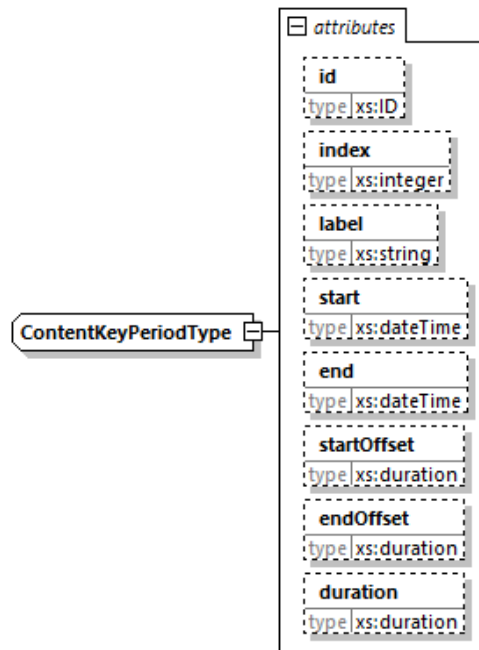 attributes
id
type xs:ID
index
type xs:integer
label
type xs:string
start
type xs:dateTime
ContentKeyPeriodType
end
type xs:dateTime
startOffset
type xs:duration
endOffset
type xs:duration
duration
type xs:duration